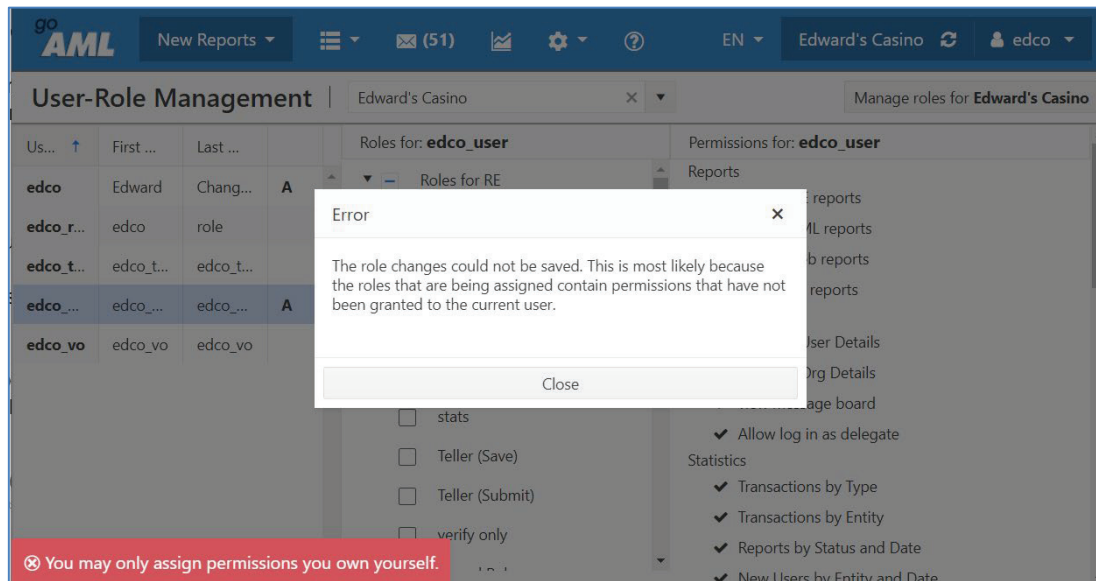 go
AML New Reports (51) EN Edward's Casino edco
User-Role Management Edward's Casino Manage roles for Edward's Casino
Us... First ... Last ... Roles for: edco_user Permissions for: edco_user
Reports
Roles for RE
edco Edward Chang... A
reports
edco_r... edco role
reports
edco_t... edco_t... edco_t...
reports
edco_... edco_... edco_... A
reports
edco_vo edco_vo edco_vo
Error
The role changes could not be saved. This is most likely because
the roles that are being assigned contain permissions that have not
been granted to the current user.
Close
User Details
Org Details
message board
stats
Allow log in as delegate
Teller (Save)
Statistics
Transactions by Type
Teller (Submit)
Transactions by Entity
verify only
Reports by Status and Date
You may only assign permissions you own yourself.
New Users by Entity and Date